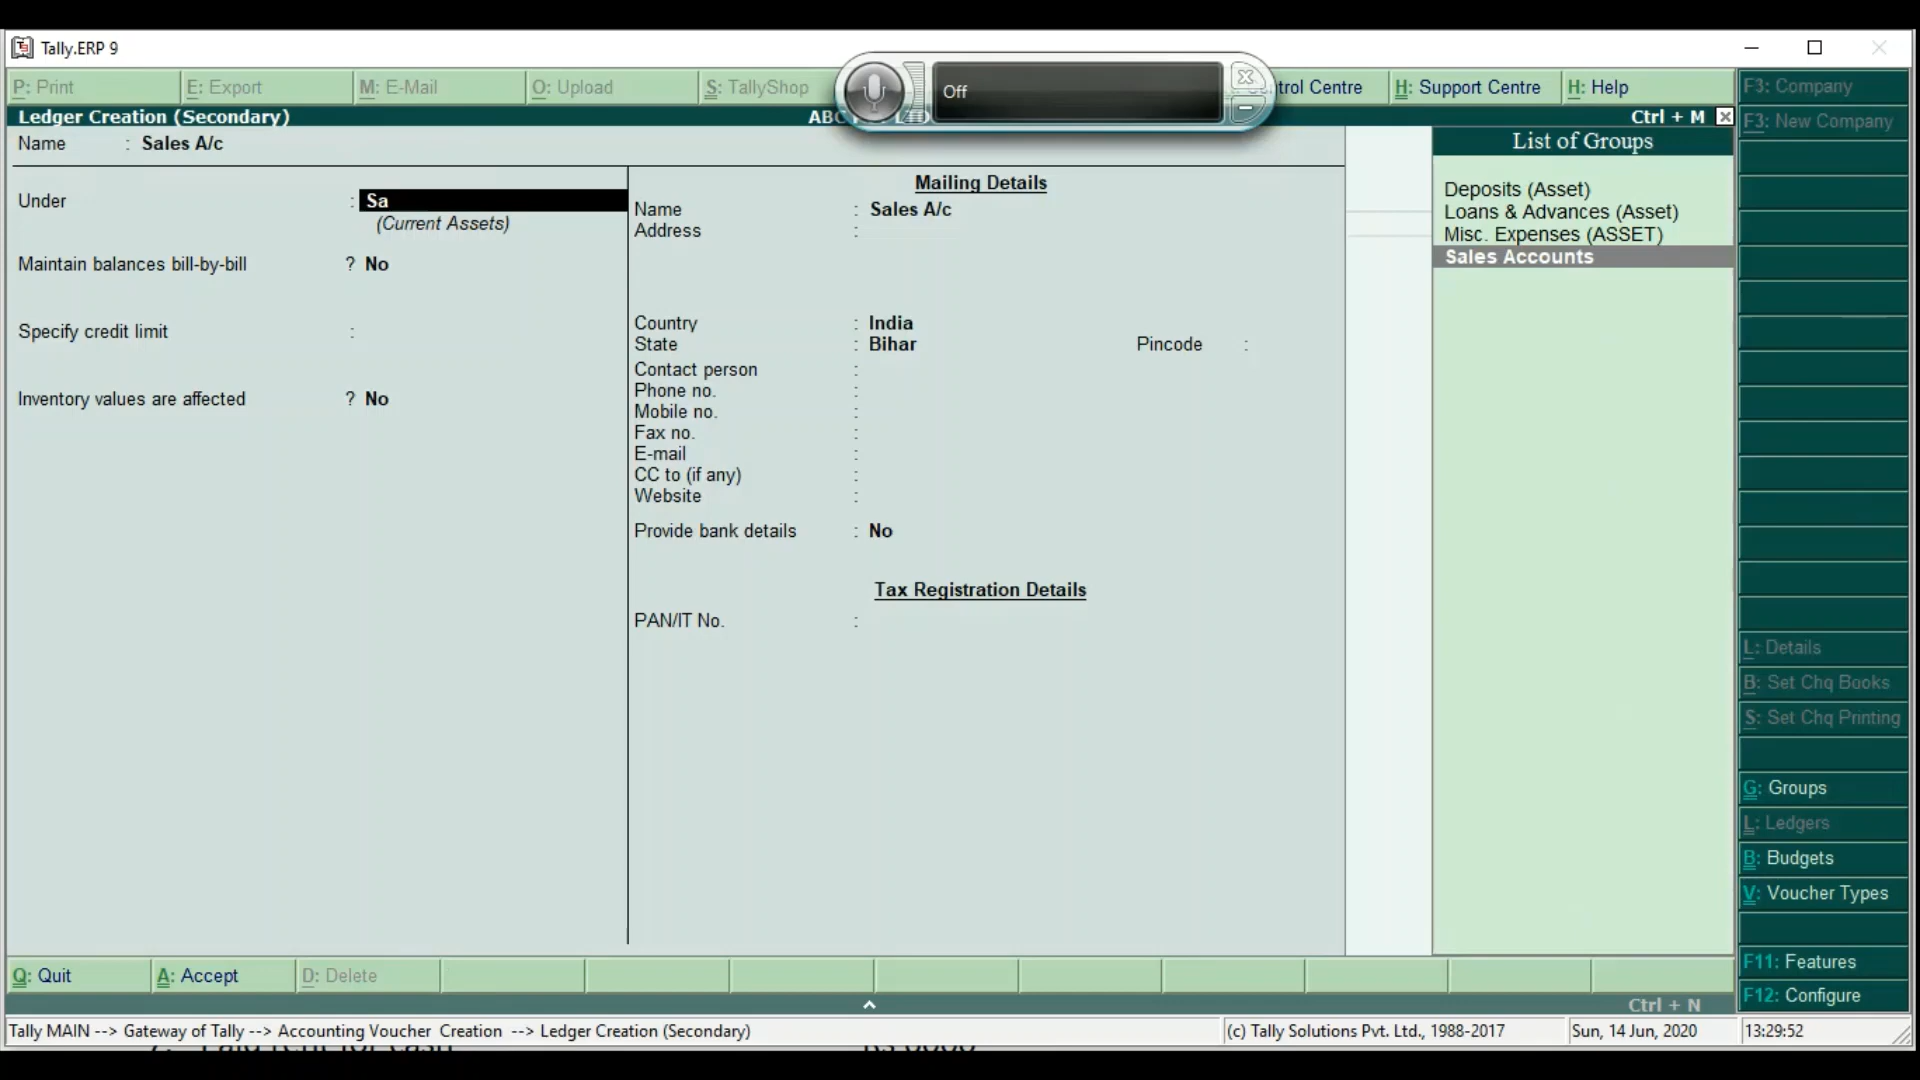 Tally.ERP 9
P: Print E: Export M: E-Mail O: Upload S: TallyShop trol Centre H: Support Centre H: Help
Off
Ledger Creation (Secondary) ABC Ctrl + M
Name : Sales A/c
Under : Sa
(Current Assets)
Maintain balances bill-by-bill ? No
Specify credit limit :
Inventory values are affected ? No
Mailing Details
Name : Sales A/c
Address :
Country : India
State : Bihar Pincode :
Contact person :
Phone no. :
Mobile no. :
Fax no. :
E-mail :
CC to (if any) :
Website :
Provide bank details : No
Tax Registration Details
PAN/IT No. :
List of Groups
Deposits (Asset)
Loans & Advances (Asset)
Misc. Expenses (ASSET)
Sales Accounts
F3: Company
F3: New Company
L: Details
B: Set Chq Books
S: Set Chq Printing
G: Groups
L: Ledgers
B: Budgets
V: Voucher Types
F11: Features
F12: Configure
Q: Quit A: Accept D: Delete
Ctrl + N
Tally MAIN --> Gateway of Tally --> Accounting Voucher Creation --> Ledger Creation (Secondary) (c) Tally Solutions Pvt. Ltd., 1988-2017 Sun, 14 Jun, 2020 13:29:52